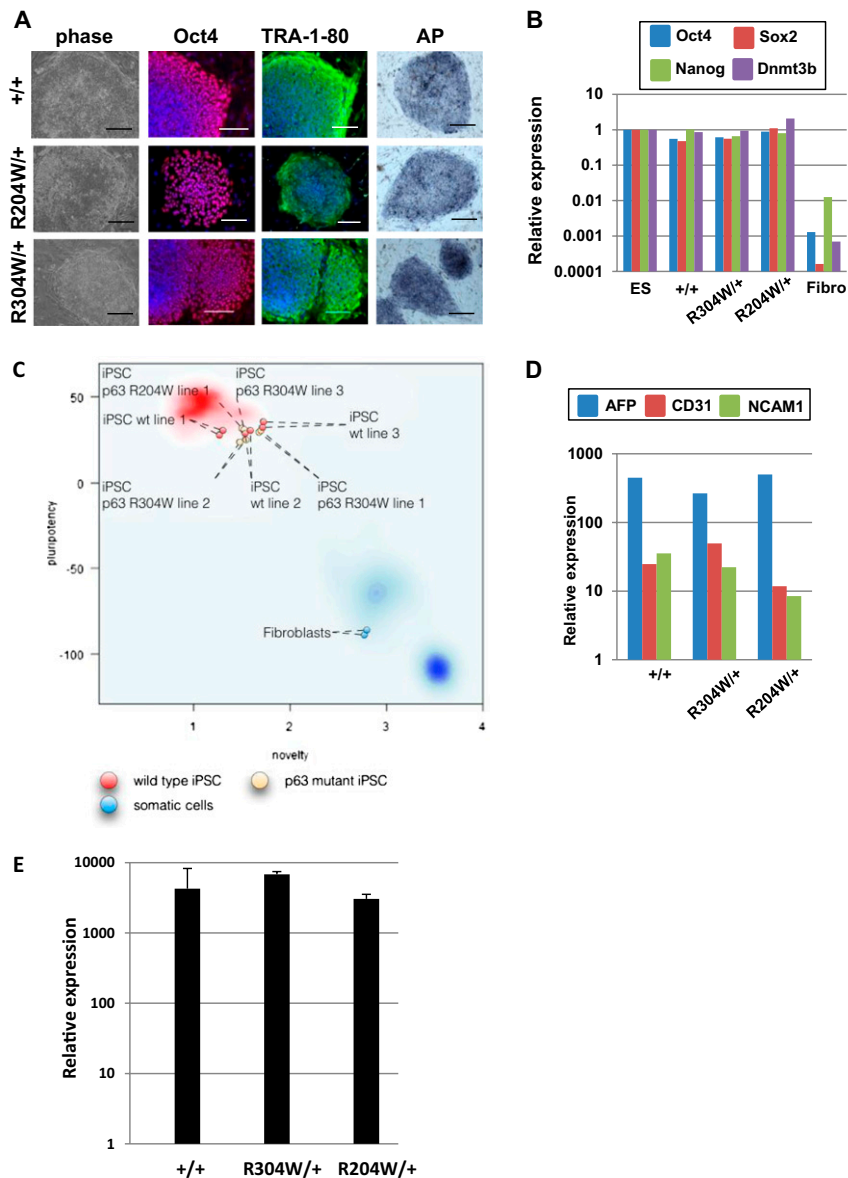 A
phase Oct4 TRA-1-80 AP
+/+
R204W/+
R304W/+
B
Oct4 Sox2
Nanog Dnmt3b
Relative expression
10
1
0.1
0.01
0.001
0.0001
ES +/+ R304W/+ R204W/+ Fibro
C
iPSC
p63 R204W line 1
iPSC
p63 R304W line 3
iPSC wt line 1
iPSC
wt line 3
iPSC
p63 R304W line 2
iPSC
wt line 2
iPSC
p63 R304W line 1
Fibroblasts
pluripotency
50
0
-50
-100
1 2 3 4
novelty
wild type iPSC
p63 mutant iPSC
somatic cells
D
AFP CD31 NCAM1
Relative expression
1000
100
10
1
+/+ R304W/+ R204W/+
E
Relative expression
10000
1000
100
10
1
+/+ R304W/+ R204W/+